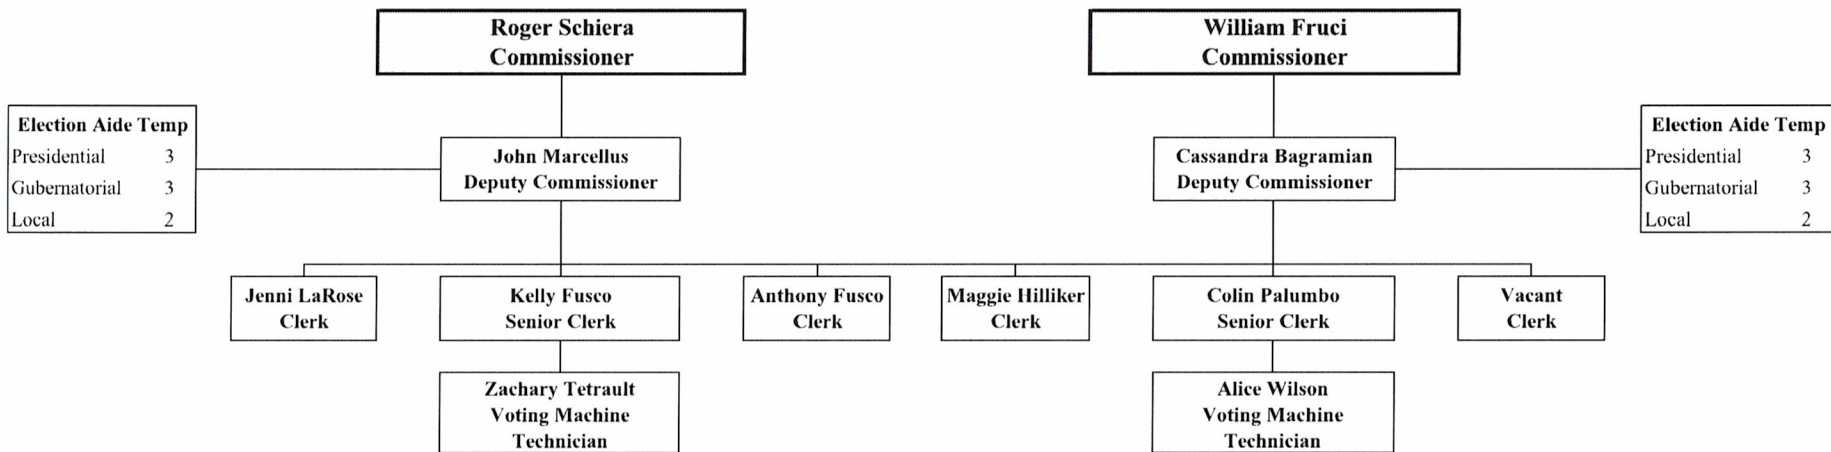 Roger Schiera
Commissioner
William Fruci
Commissioner
Election Aide Temp
Presidential 3
Gubernatorial 3
Local 2
John Marcellus
Deputy Commissioner
Cassandra Bagramian
Deputy Commissioner
Election Aide Temp
Presidential 3
Gubernatorial 3
Local 2
Jenni LaRose
Clerk
Kelly Fusco
Senior Clerk
Anthony Fusco
Clerk
Maggie Hilliker
Clerk
Colin Palumbo
Senior Clerk
Vacant
Clerk
Zachary Tetrault
Voting Machine
Technician
Alice Wilson
Voting Machine
Technician